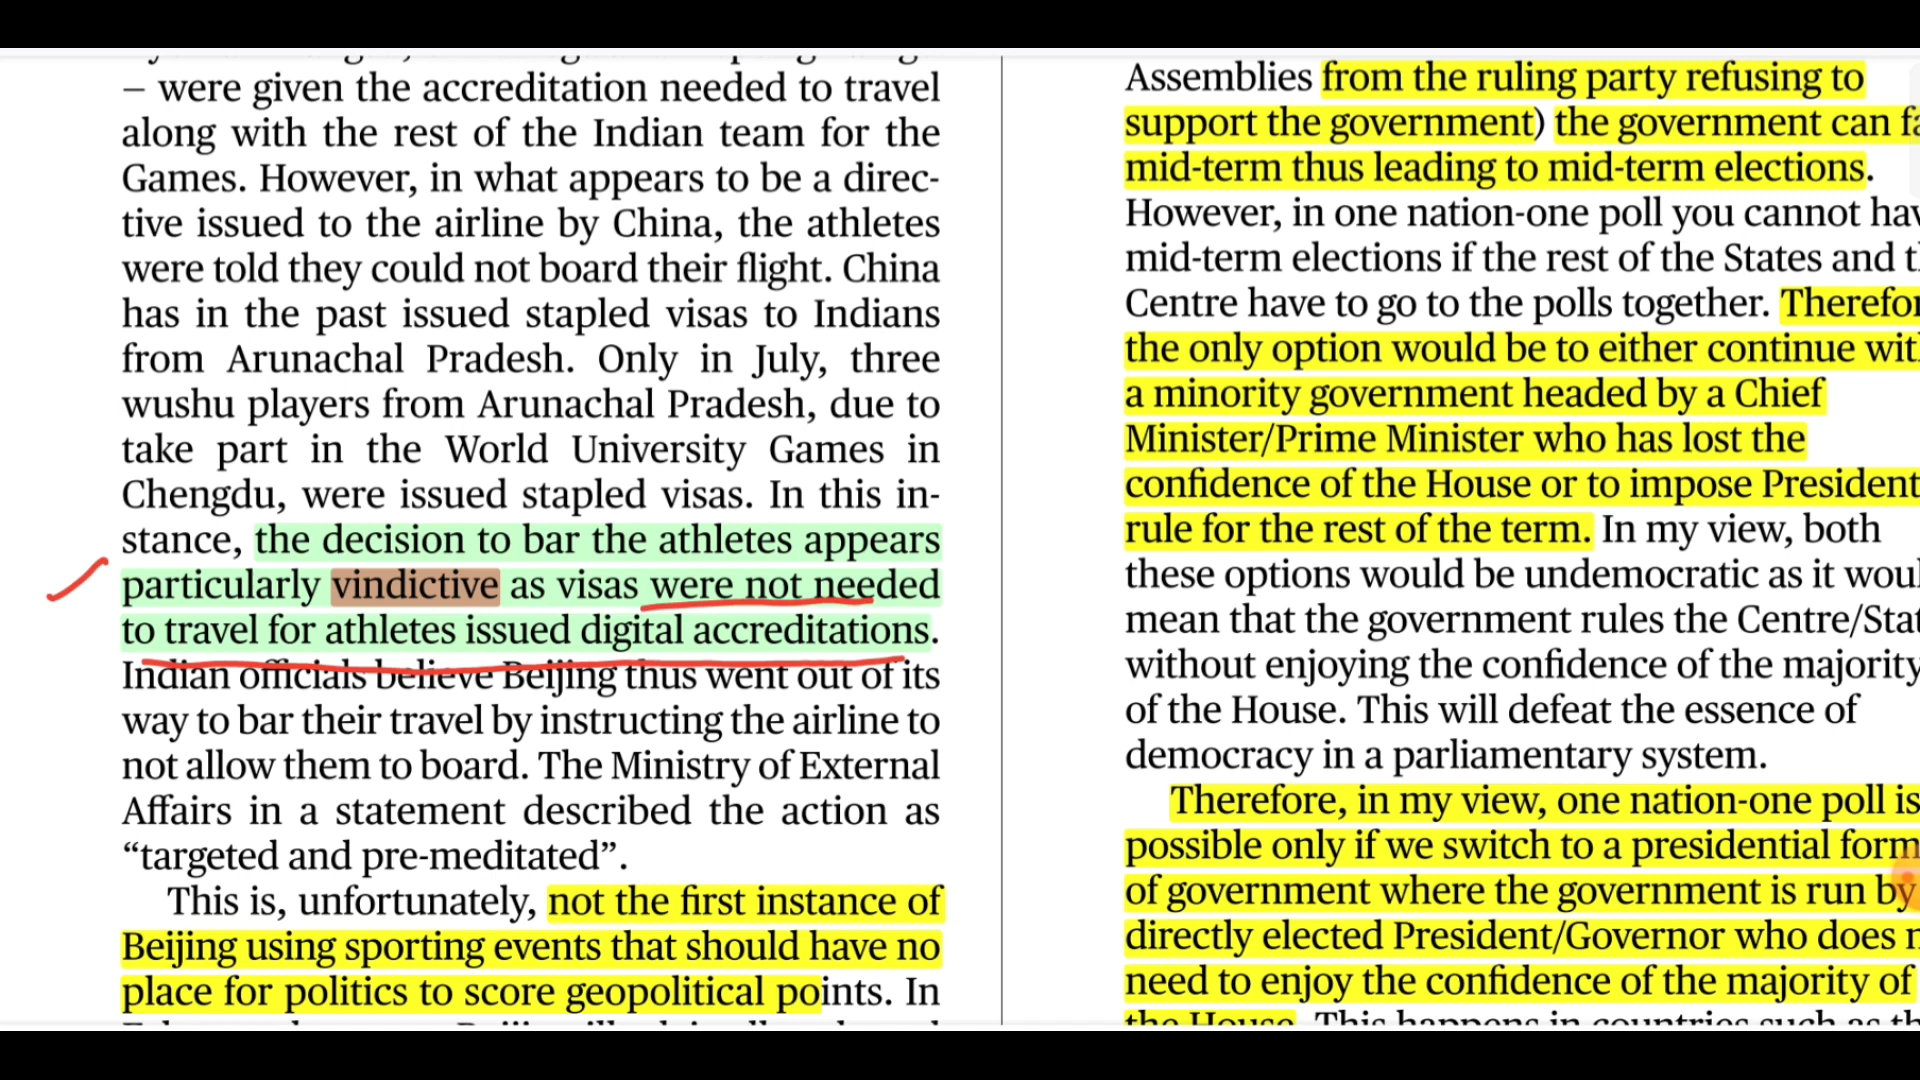 – were given the accreditation needed to travel
along with the rest of the Indian team for the
Games. However, in what appears to be a direc-
tive issued to the airline by China, the athletes
were told they could not board their flight. China
has in the past issued stapled visas to Indians
from Arunachal Pradesh. Only in July, three
wushu players from Arunachal Pradesh, due to
take part in the World University Games in
Chengdu, were issued stapled visas. In this in-
stance, the decision to bar the athletes appears
particularly vindictive as visas were not needed
to travel for athletes issued digital accreditations.
Indian officials believe Beijing thus went out of its
way to bar their travel by instructing the airline to
not allow them to board. The Ministry of External
Affairs in a statement described the action as
“targeted and pre-meditated”.
This is, unfortunately, not the first instance of
Beijing using sporting events that should have no
place for politics to score geopolitical points. In
Assemblies from the ruling party refusing to
support the government) the government can
mid-term thus leading to mid-term elections.
However, in one nation-one poll you cannot
mid-term elections if the rest of the States and
Centre have to go to the polls together.
the only option would be to either continue
a minority government headed by a Chief
Minister/Prime Minister who has lost the
confidence of the House or to impose President
rule for the rest of the term. In my view, both
these options would be undemocratic as it
mean that the government rules the
without enjoying the confidence of the majority
of the House. This will defeat the essence of
democracy in a parliamentary system.
Therefore, in my view, one nation-one poll is
possible only if we switch to a presidential form
of government where the government is run by
directly elected President/Governor who does
need to enjoy the confidence of the majority of
the House. This happens in countries such as